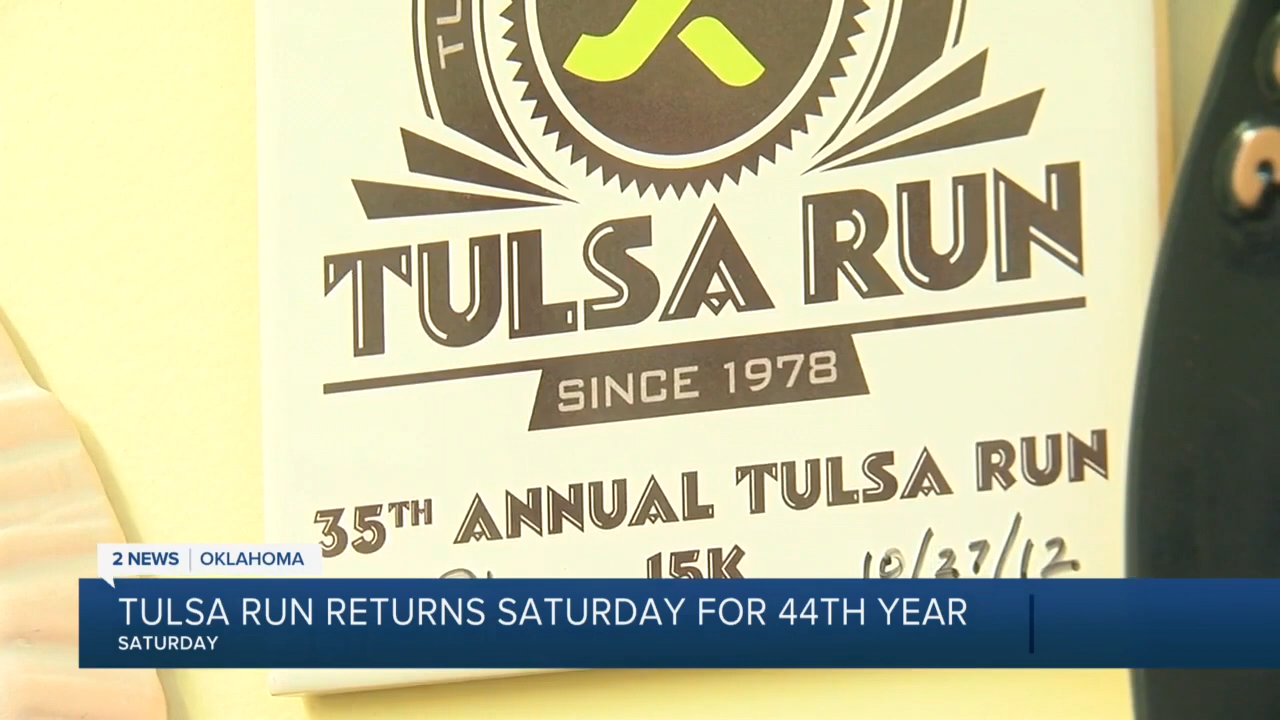 TUL
TULSA RUN
SINCE 1978
35TH ANNUAL TULSA RUN
15K
10/27/12
2 NEWS | OKLAHOMA
TULSA RUN RETURNS SATURDAY FOR 44TH YEAR
SATURDAY